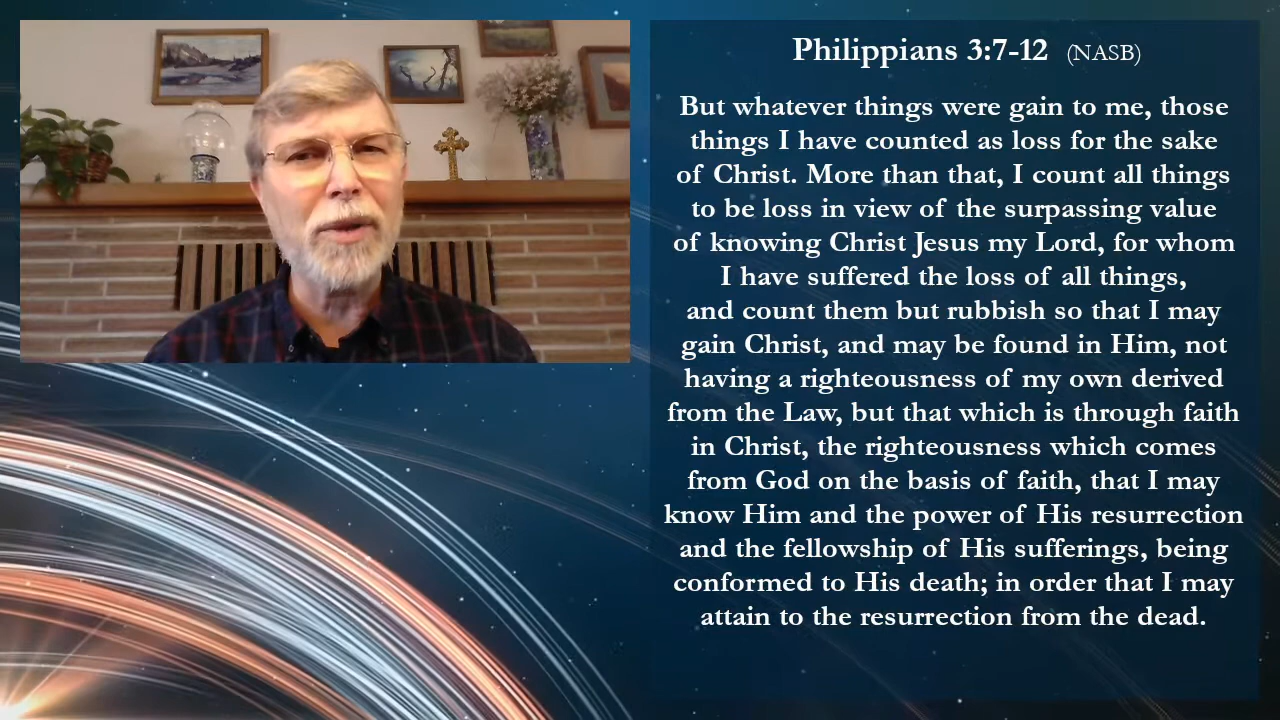 Philippians 3:7-12 (NASB)
But whatever things were gain to me, those
things I have counted as loss for the sake
of Christ. More than that, I count all things
to be loss in view of the surpassing value
of knowing Christ Jesus my Lord, for whom
I have suffered the loss of all things,
and count them but rubbish so that I may
gain Christ, and may be found in Him, not
having a righteousness of my own derived
from the Law, but that which is through faith
in Christ, the righteousness which comes
from God on the basis of faith, that I may
know Him and the power of His resurrection
and the fellowship of His sufferings, being
conformed to His death; in order that I may
attain to the resurrection from the dead.